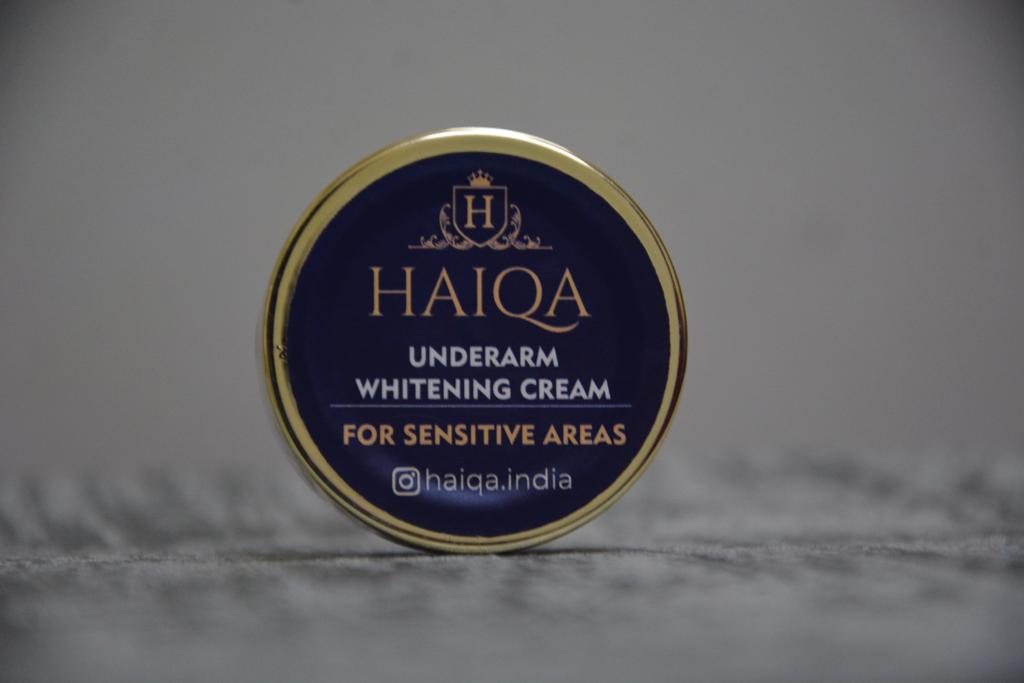 H
HAIQA
UNDERARM
WHITENING CREAM
FOR SENSITIVE AREAS
haiqa.india